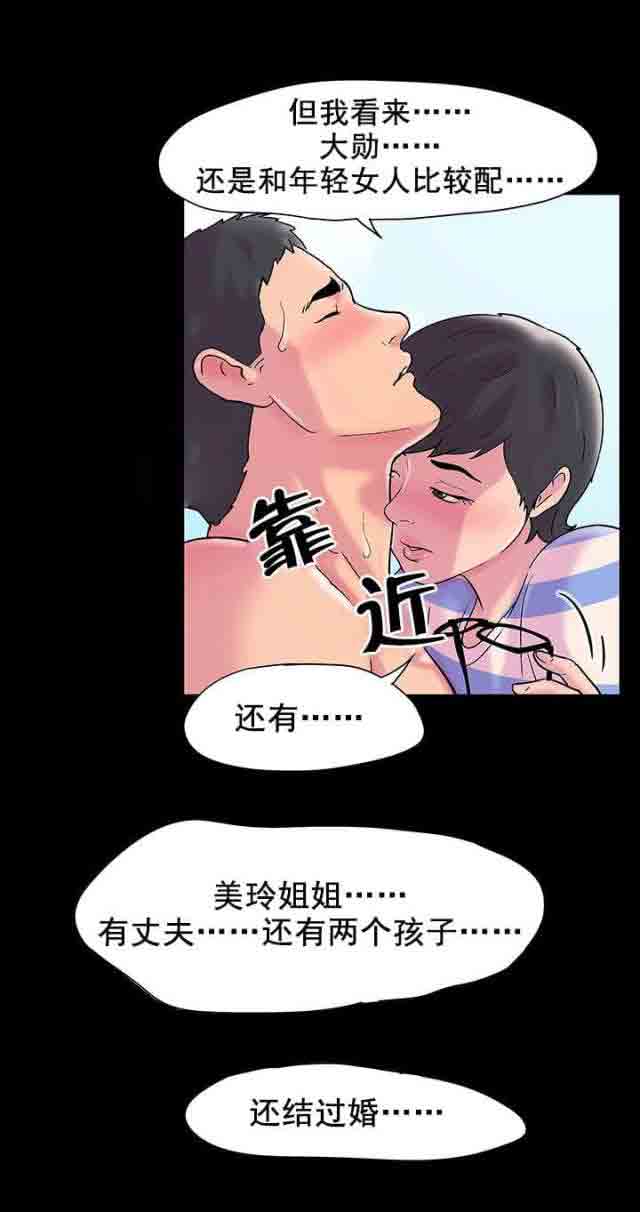 但我看来……
大勋……
还是和年轻女人比较配……
靠
近
还有……
美玲姐姐……
有丈夫……还有两个孩子……
还结过婚……